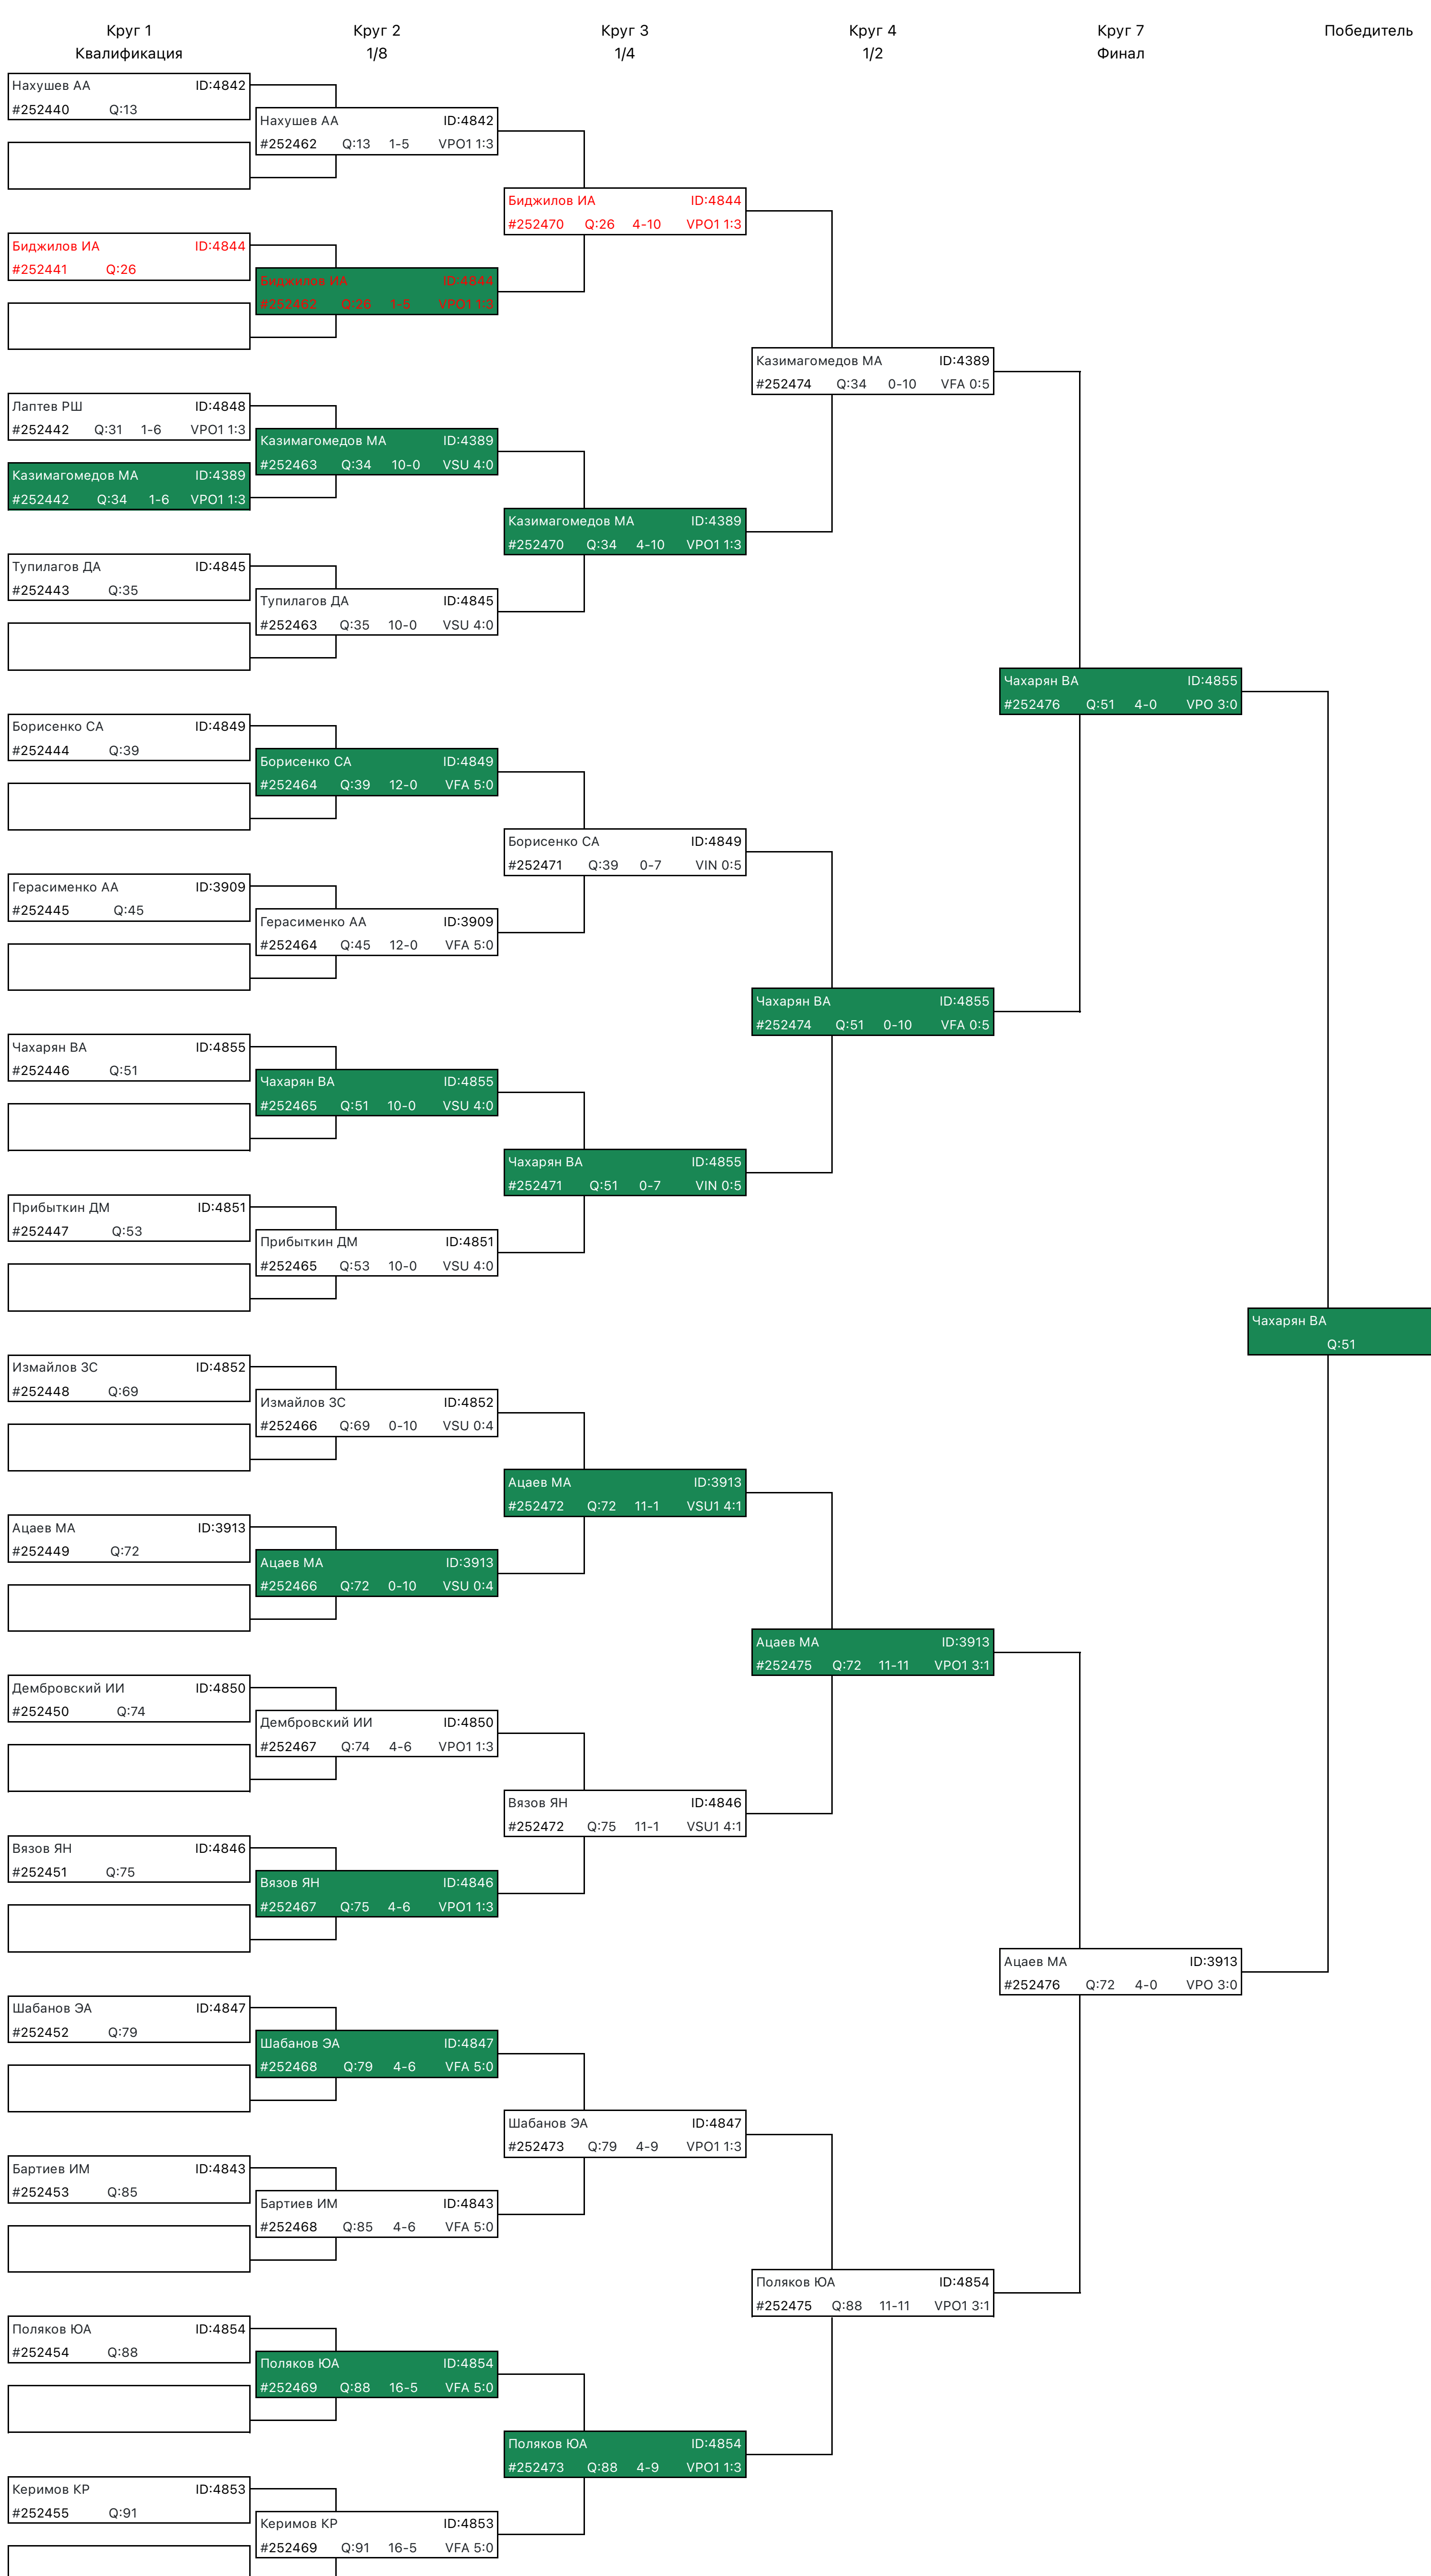 Круг 1
Квалификация
Круг 2
1/8
Круг 3
1/4
Круг 4
1/2
Круг 7
Финал
Победитель
Нахушев АА ID:4842
#252440 Q:13
Биджилов ИА ID:4844
#252441 Q:26
Лаптев РШ ID:4848
#252442 Q:31 1-6 VPO1 1:3
Казимагомедов МА ID:4389
#252442 Q:34 1-6 VPO1 1:3
Тупилагов ДА ID:4845
#252443 Q:35
Борисенко СА ID:4849
#252444 Q:39
Герасименко АА ID:3909
#252445 Q:45
Чахарян ВА ID:4855
#252446 Q:51
Прибыткин ДМ ID:4851
#252447 Q:53
Измайлов ЗС ID:4852
#252448 Q:69
Ацаев МА ID:3913
#252449 Q:72
Дембровский ИИ ID:4850
#252450 Q:74
Вязов ЯН ID:4846
#252451 Q:75
Шабанов ЭА ID:4847
#252452 Q:79
Бартиев ИМ ID:4843
#252453 Q:85
Поляков ЮА ID:4854
#252454 Q:88
Керимов КР ID:4853
#252455 Q:91
Нахушев АА ID:4842
#252462 Q:13 1-5 VPO1 1:3
Биджилов ИА ID:4844
#252462 Q:26 1-5 VPO1 1:3
Казимагомедов МА ID:4389
#252463 Q:34 10-0 VSU 4:0
Тупилагов ДА ID:4845
#252463 Q:35 10-0 VSU 4:0
Борисенко СА ID:4849
#252464 Q:39 12-0 VFA 5:0
Герасименко АА ID:3909
#252464 Q:45 12-0 VFA 5:0
Чахарян ВА ID:4855
#252465 Q:51 10-0 VSU 4:0
Прибыткин ДМ ID:4851
#252465 Q:53 10-0 VSU 4:0
Измайлов ЗС ID:4852
#252466 Q:69 0-10 VSU 0:4
Ацаев МА ID:3913
#252466 Q:72 0-10 VSU 0:4
Дембровский ИИ ID:4850
#252467 Q:74 4-6 VPO1 1:3
Вязов ЯН ID:4846
#252467 Q:75 4-6 VPO1 1:3
Шабанов ЭА ID:4847
#252468 Q:79 4-6 VFA 5:0
Бартиев ИМ ID:4843
#252468 Q:85 4-6 VFA 5:0
Поляков ЮА ID:4854
#252469 Q:88 16-5 VFA 5:0
Керимов КР ID:4853
#252469 Q:91 16-5 VFA 5:0
Биджилов ИА ID:4844
#252470 Q:26 4-10 VPO1 1:3
Казимагомедов МА ID:4389
#252470 Q:34 4-10 VPO1 1:3
Борисенко СА ID:4849
#252471 Q:39 0-7 VIN 0:5
Чахарян ВА ID:4855
#252471 Q:51 0-7 VIN 0:5
Ацаев МА ID:3913
#252472 Q:72 11-1 VSU1 4:1
Вязов ЯН ID:4846
#252472 Q:75 11-1 VSU1 4:1
Шабанов ЭА ID:4847
#252473 Q:79 4-9 VPO1 1:3
Поляков ЮА ID:4854
#252473 Q:88 4-9 VPO1 1:3
Казимагомедов МА ID:4389
#252474 Q:34 0-10 VFA 0:5
Чахарян ВА ID:4855
#252474 Q:51 0-10 VFA 0:5
Ацаев МА ID:3913
#252475 Q:72 11-11 VPO1 3:1
Поляков ЮА ID:4854
#252475 Q:88 11-11 VPO1 3:1
Чахарян ВА ID:4855
#252476 Q:51 4-0 VPO 3:0
Ацаев МА ID:3913
#252476 Q:72 4-0 VPO 3:0
Чахарян ВА
Q:51